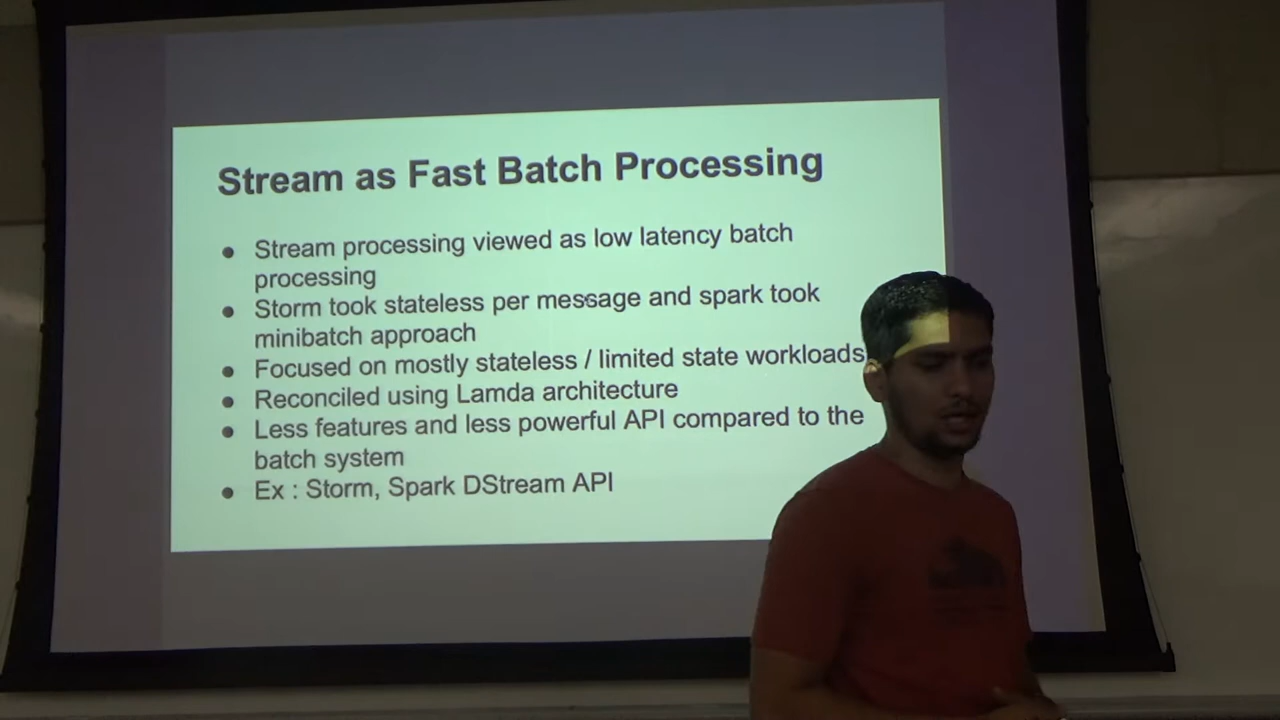 Stream as Fast Batch Processing
● Stream processing viewed as low latency batch
processing
● Storm took stateless per message and spark took
minibatch approach
● Focused on mostly stateless / limited state workloads
● Reconciled using Lamda architecture
● Less features and less powerful API compared to the
batch system
● Ex : Storm, Spark DStream API